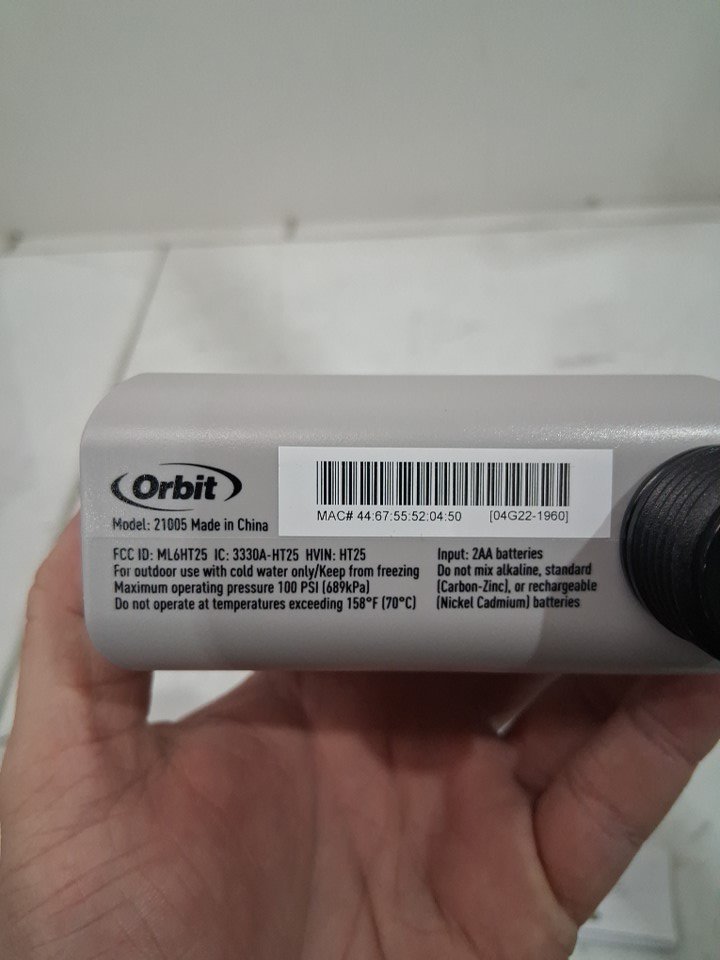 Orbit
Model: 21005 Made in China
MAC# 44:67:55:52:04:50 [04G22-1960]
FCC ID: ML6HT25 IC: 3330A-HT25 HVIN: HT25
For outdoor use with cold water only/Keep from freezing
Maximum operating pressure 100 PSI (689kPa)
Do not operate at temperatures exceeding 158°F (70°C)
Input: 2AA batteries
Do not mix alkaline, standard
(Carbon-Zinc), or rechargeable
(Nickel Cadmium) batteries